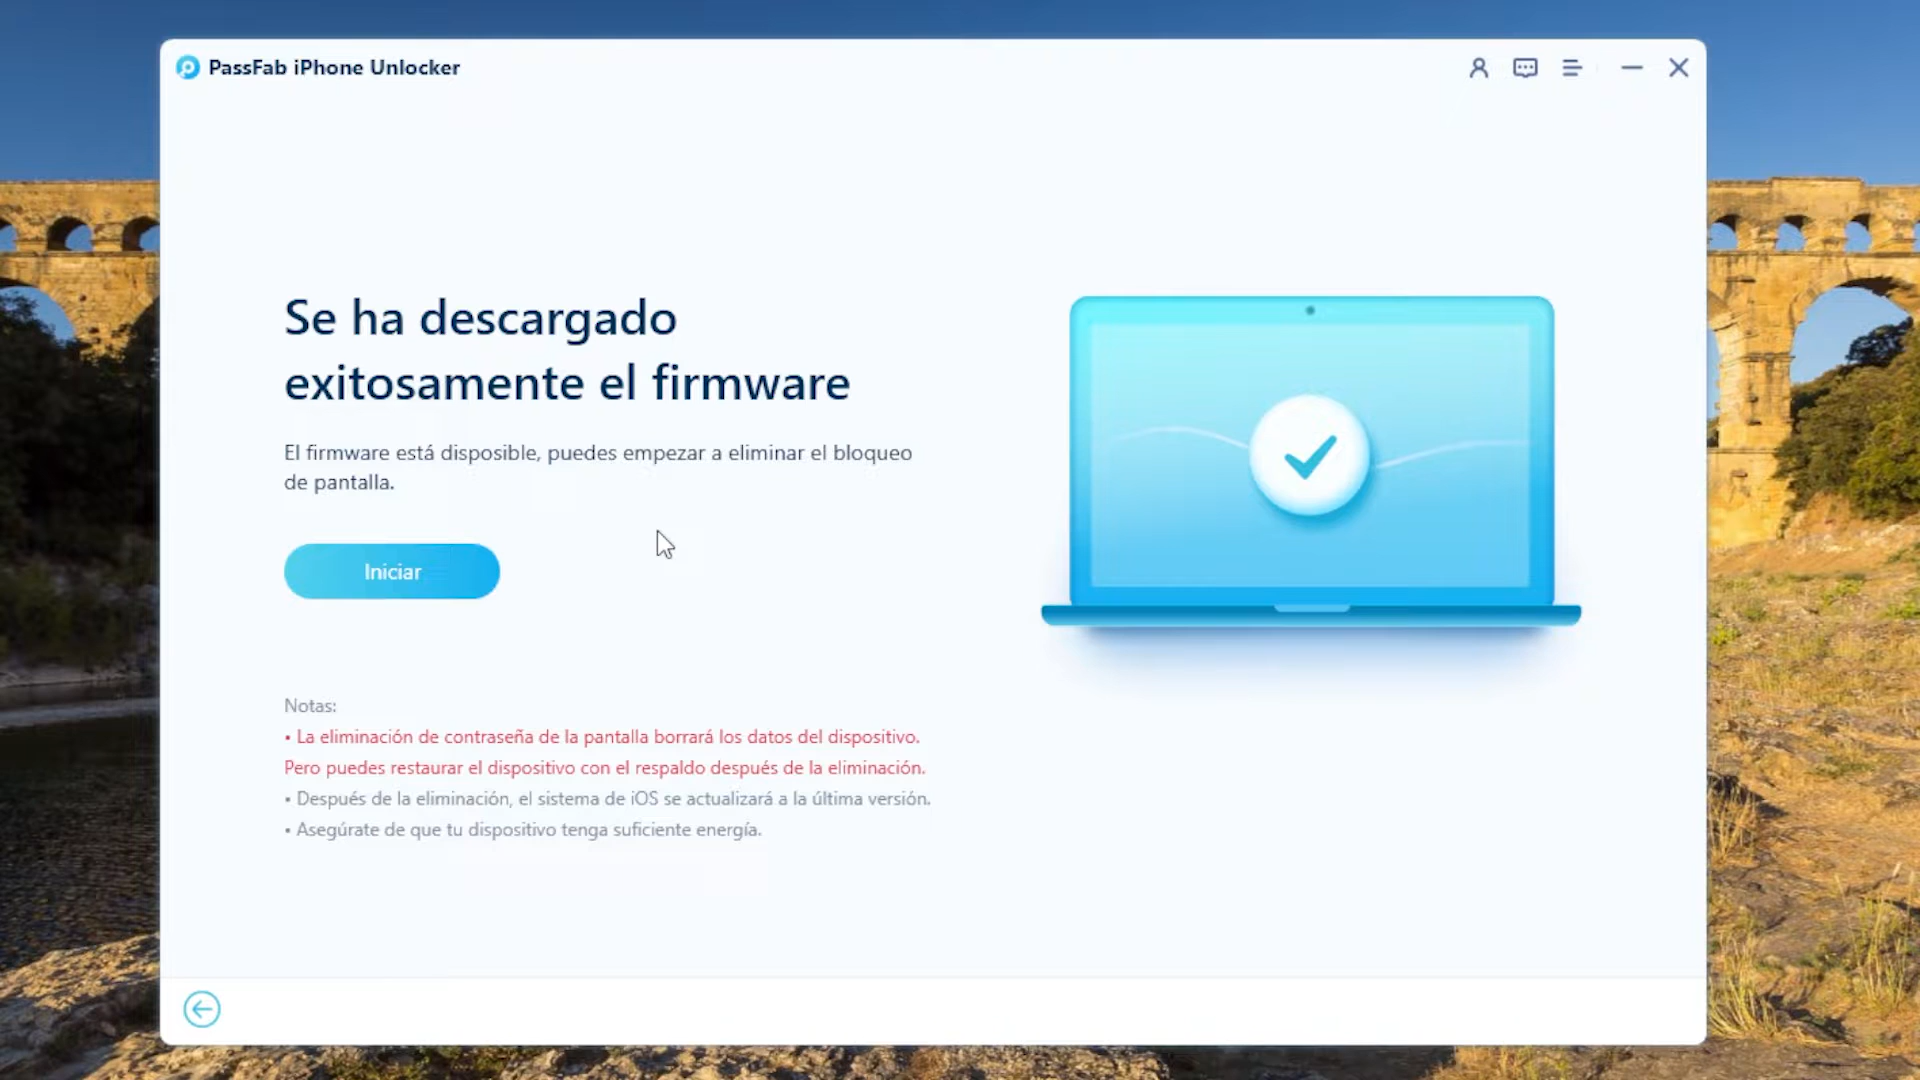 PassFab iPhone Unlocker
Se ha descargado
exitosamente el firmware
El firmware está disposible, puedes empezar a eliminar el bloqueo
de pantalla.
Iniciar
Notas:
• La eliminación de contraseña de la pantalla borrará los datos del dispositivo.
Pero puedes restaurar el dispositivo con el respaldo después de la eliminación.
• Después de la eliminación, el sistema de iOS se actualizará a la última versión.
• Asegúrate de que tu dispositivo tenga suficiente energía.